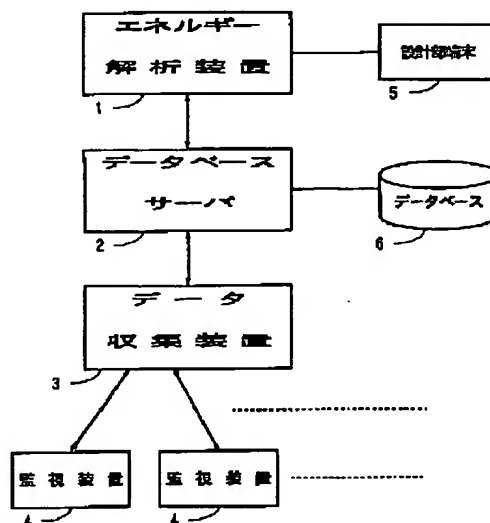 エネルギー
解析装置
1
設計部端末
5
データベース
サーバ
2
データベース
6
データ
収集装置
3
監視装置
4
監視装置
4